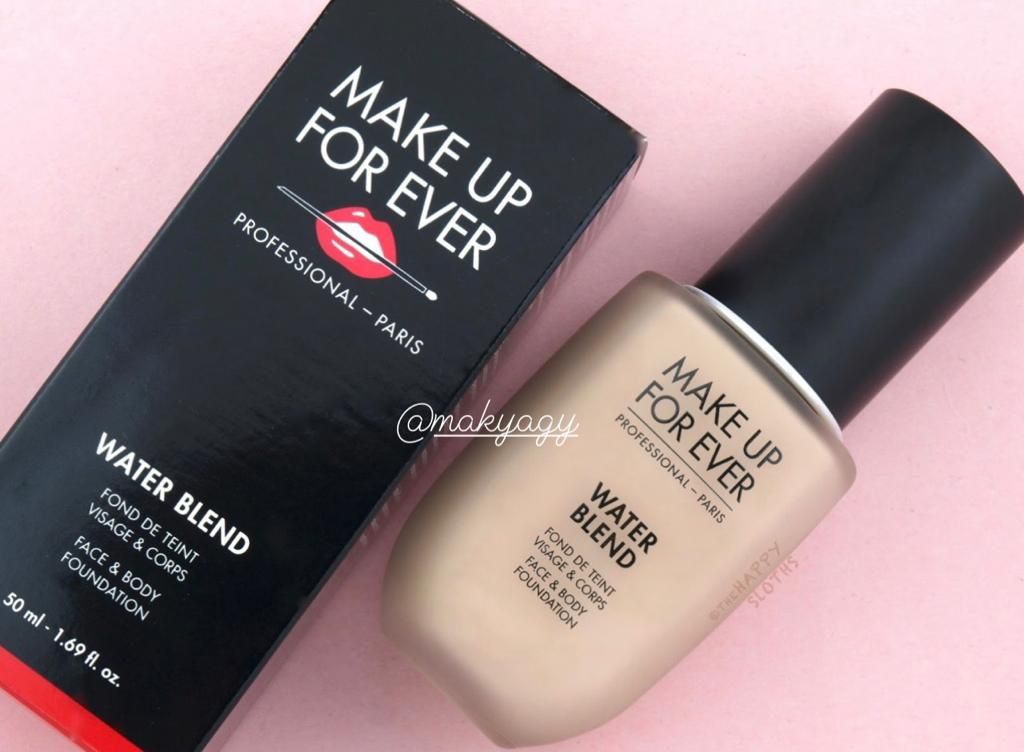 MAKE UP
FOR EVER
PROFESSIONAL – PARIS
WATER BLEND
FOND DE TEINT
VISAGE & CORPS
FACE & BODY
FOUNDATION
50 ml - 1.69 fl. oz.
@makyagy
MAKE UP
FOR EVER
PROFESSIONAL – PARIS
WATER
BLEND
FOND DE TEINT
VISAGE & CORPS
FACE & BODY
FOUNDATION
©THEHAPPY
SLOTHS